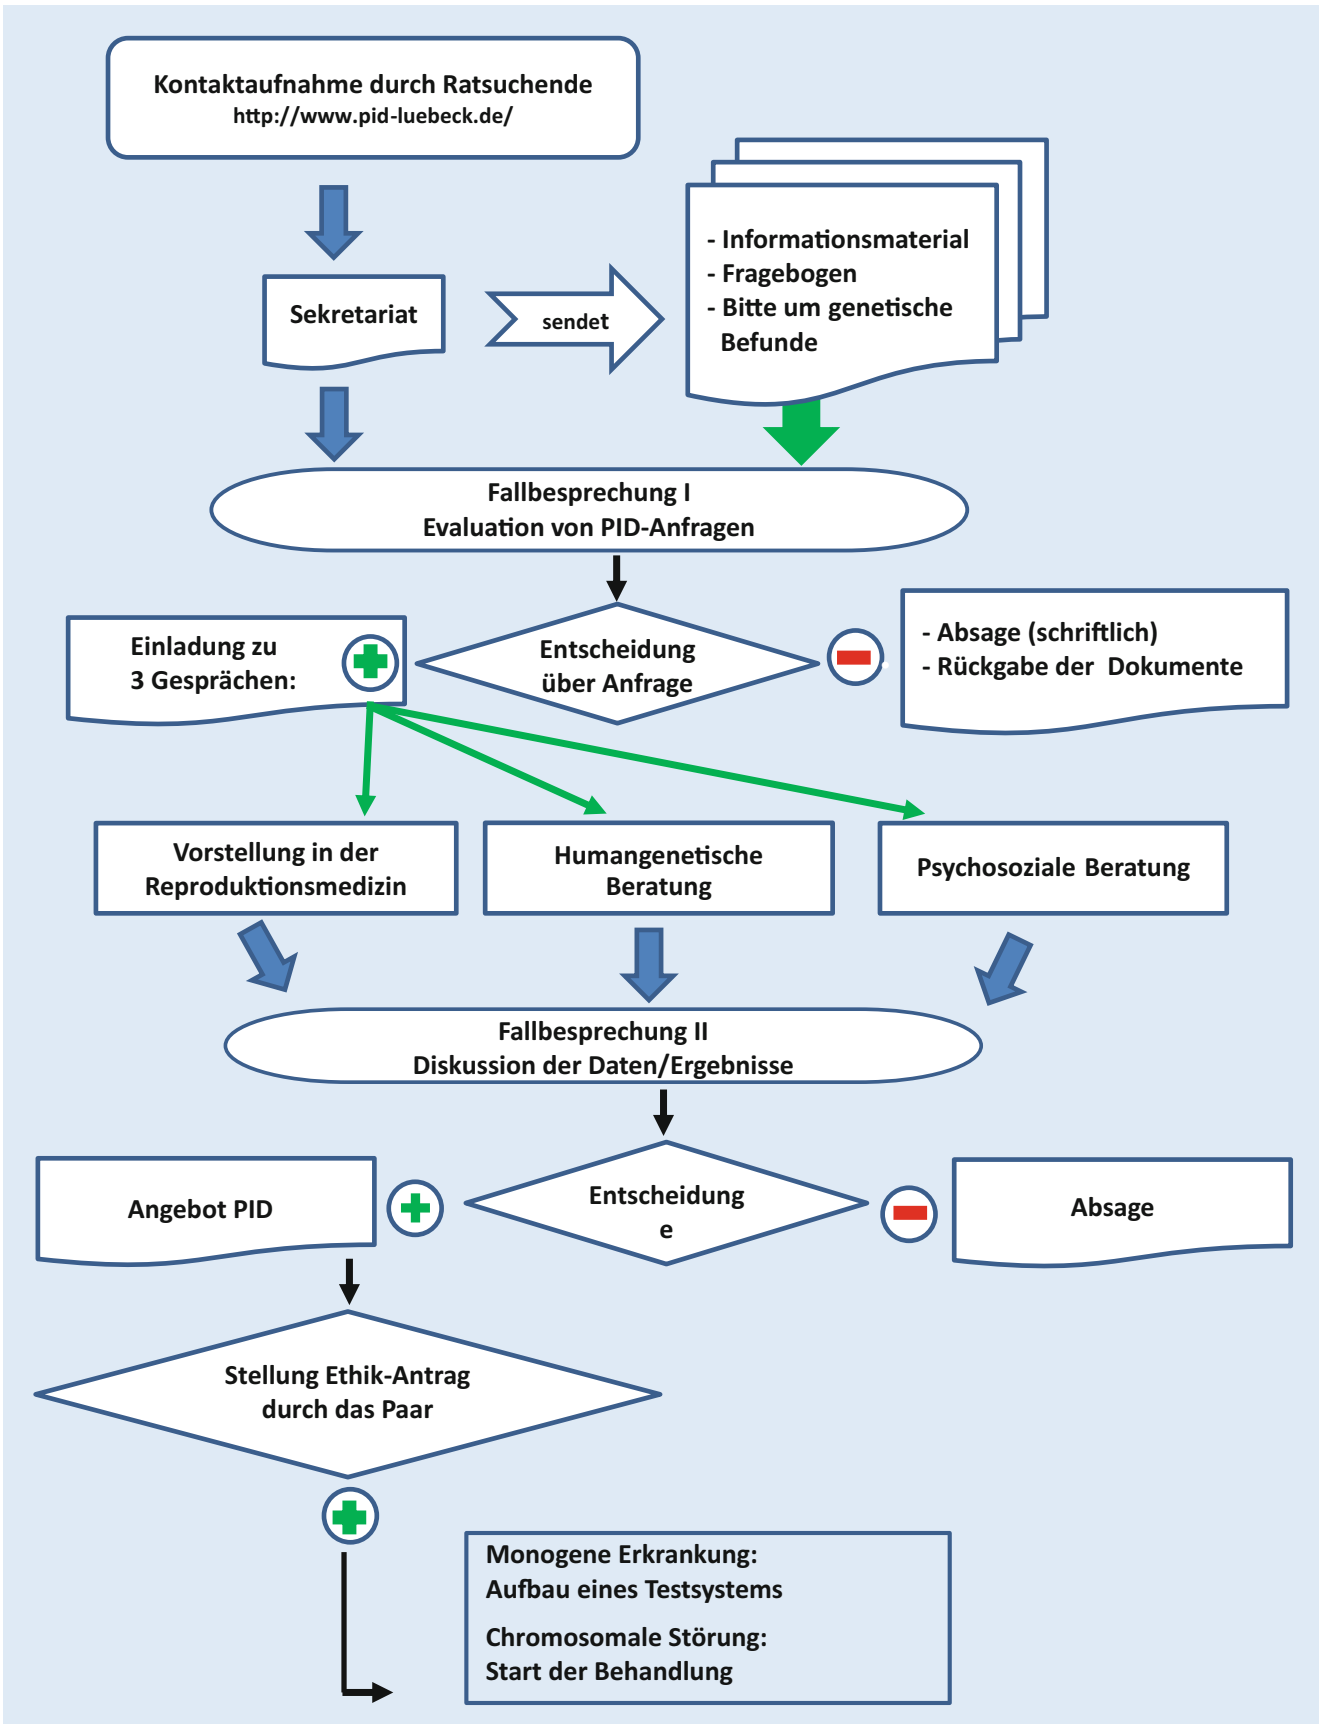 Kontaktaufnahme durch Ratsuchende
http://www.pid-luebeck.de/
Sekretariat
sendet
- Informationsmaterial
- Fragebogen
- Bitte um genetische
Befunde
Fallbesprechung I
Evaluation von PID-Anfragen
Einladung zu
3 Gesprächen:
Entscheidung
über Anfrage
- Absage (schriftlich)
- Rückgabe der Dokumente
Vorstellung in der
Reproduktionsmedizin
Humangenetische
Beratung
Psychosoziale Beratung
Fallbesprechung II
Diskussion der Daten/Ergebnisse
Angebot PID
Entscheidung
e
Absage
Stellung Ethik-Antrag
durch das Paar
Monogene Erkrankung:
Aufbau eines Testsystems
Chromosomale Störung:
Start der Behandlung